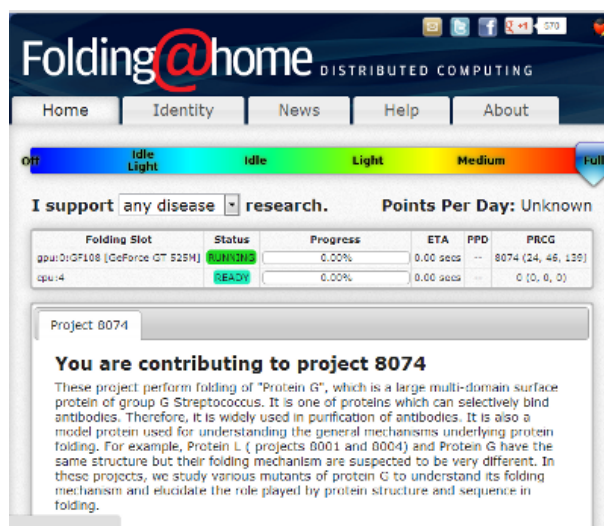 +1 570
Folding@home DISTRIBUTED COMPUTING
Home Identity News Help About
Off Idle Light Idle Light Medium Full
I support any disease research. Points Per Day: Unknown
Folding Slot Status Progress ETA PPD PRCG
gpu:0:GF108 [GeForce GT 525M] RUNNING 0.00% 0.00 secs -- 8074 (24, 46, 139)
cpu:4 READY 0.00% 0.00 secs -- 0 (0, 0, 0)
Project 8074
You are contributing to project 8074
These project perform folding of "Protein G", which is a large multi-domain surface
protein of group G Streptococcus. It is one of proteins which can selectively bind
antibodies. Therefore, it is widely used in purification of antibodies. It is also a
model protein used for understanding the general mechanisms underlying protein
folding. For example, Protein L ( projects 8001 and 8004) and Protein G have the
same structure but their folding mechanism are suspected to be very different. In
these projects, we study various mutants of protein G to understand its folding
mechanism and elucidate the role played by protein structure and sequence in
folding.